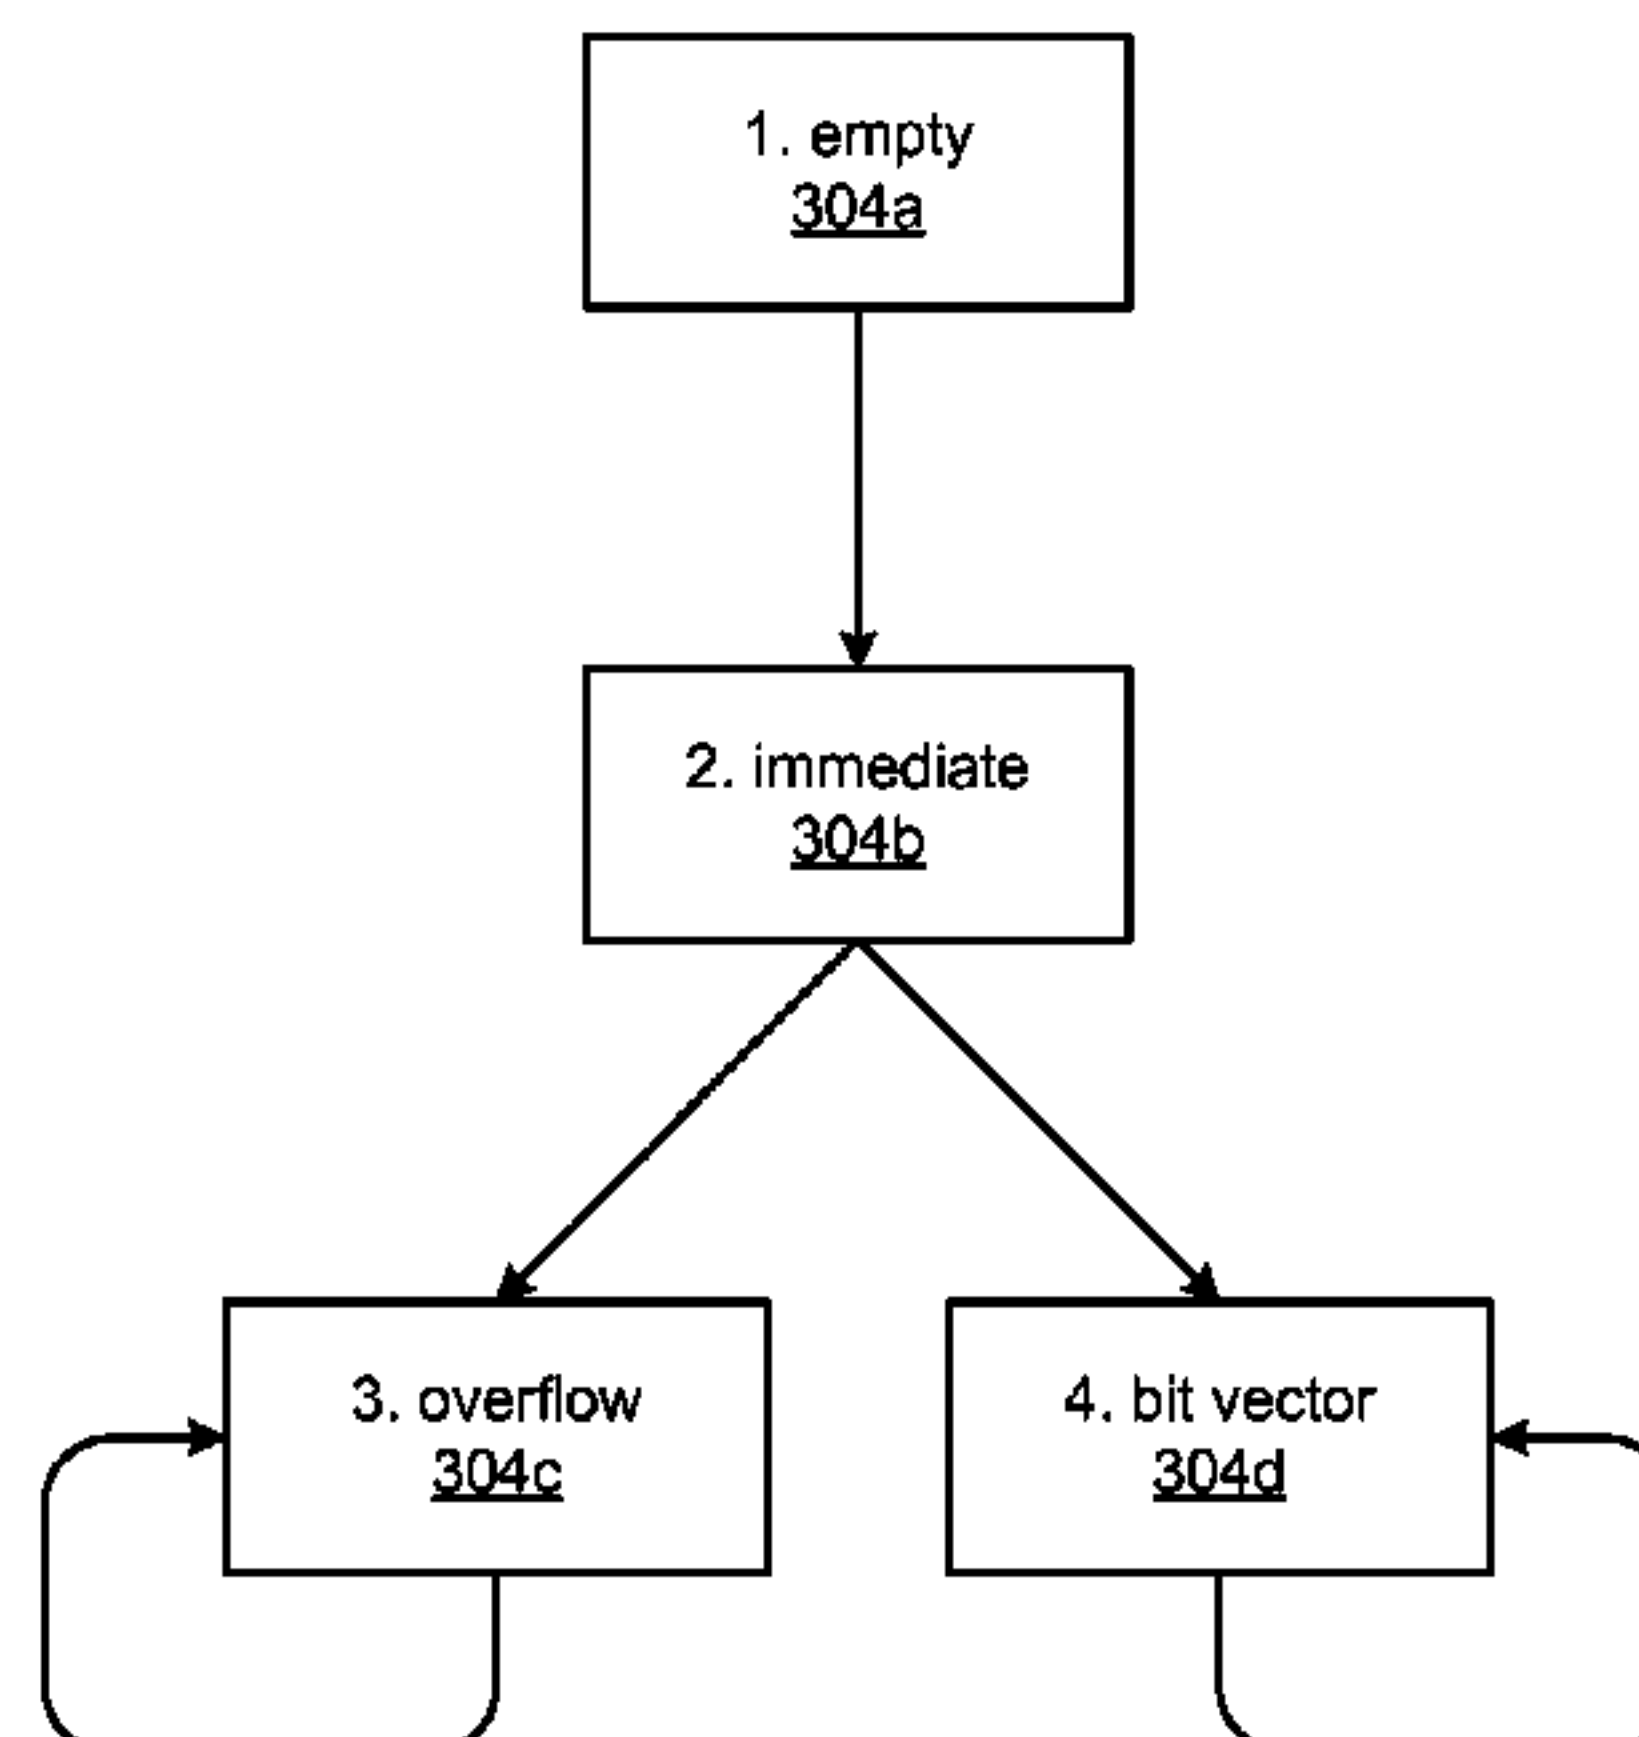 1. empty
304a
2. immediate
304b
3. overflow
304c
4. bit vector
304d